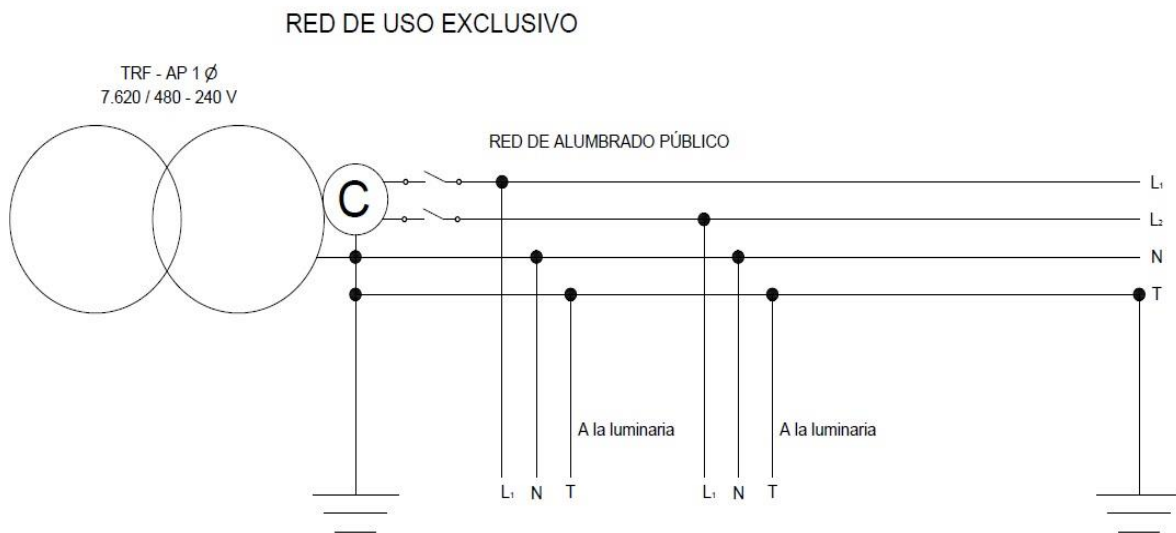 RED DE USO EXCLUSIVO
TRF - AP 1 Ø
7.620 / 480 - 240 V
RED DE ALUMBRADO PÚBLICO
C
L₁
L₂
N
T
A la luminaria
A la luminaria
L₁ N T
L₁ N T